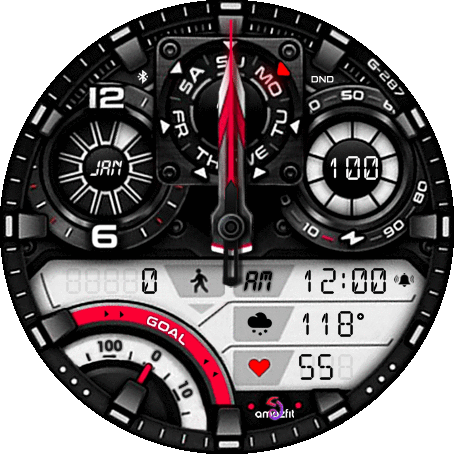 SU
SA
MO
FR
TU
TH
WE
DND
G-287
12
6
JAN
0 50
100
80
90
10
0
AM 12:00
118°
55
GOAL
100 0 10
amazfit